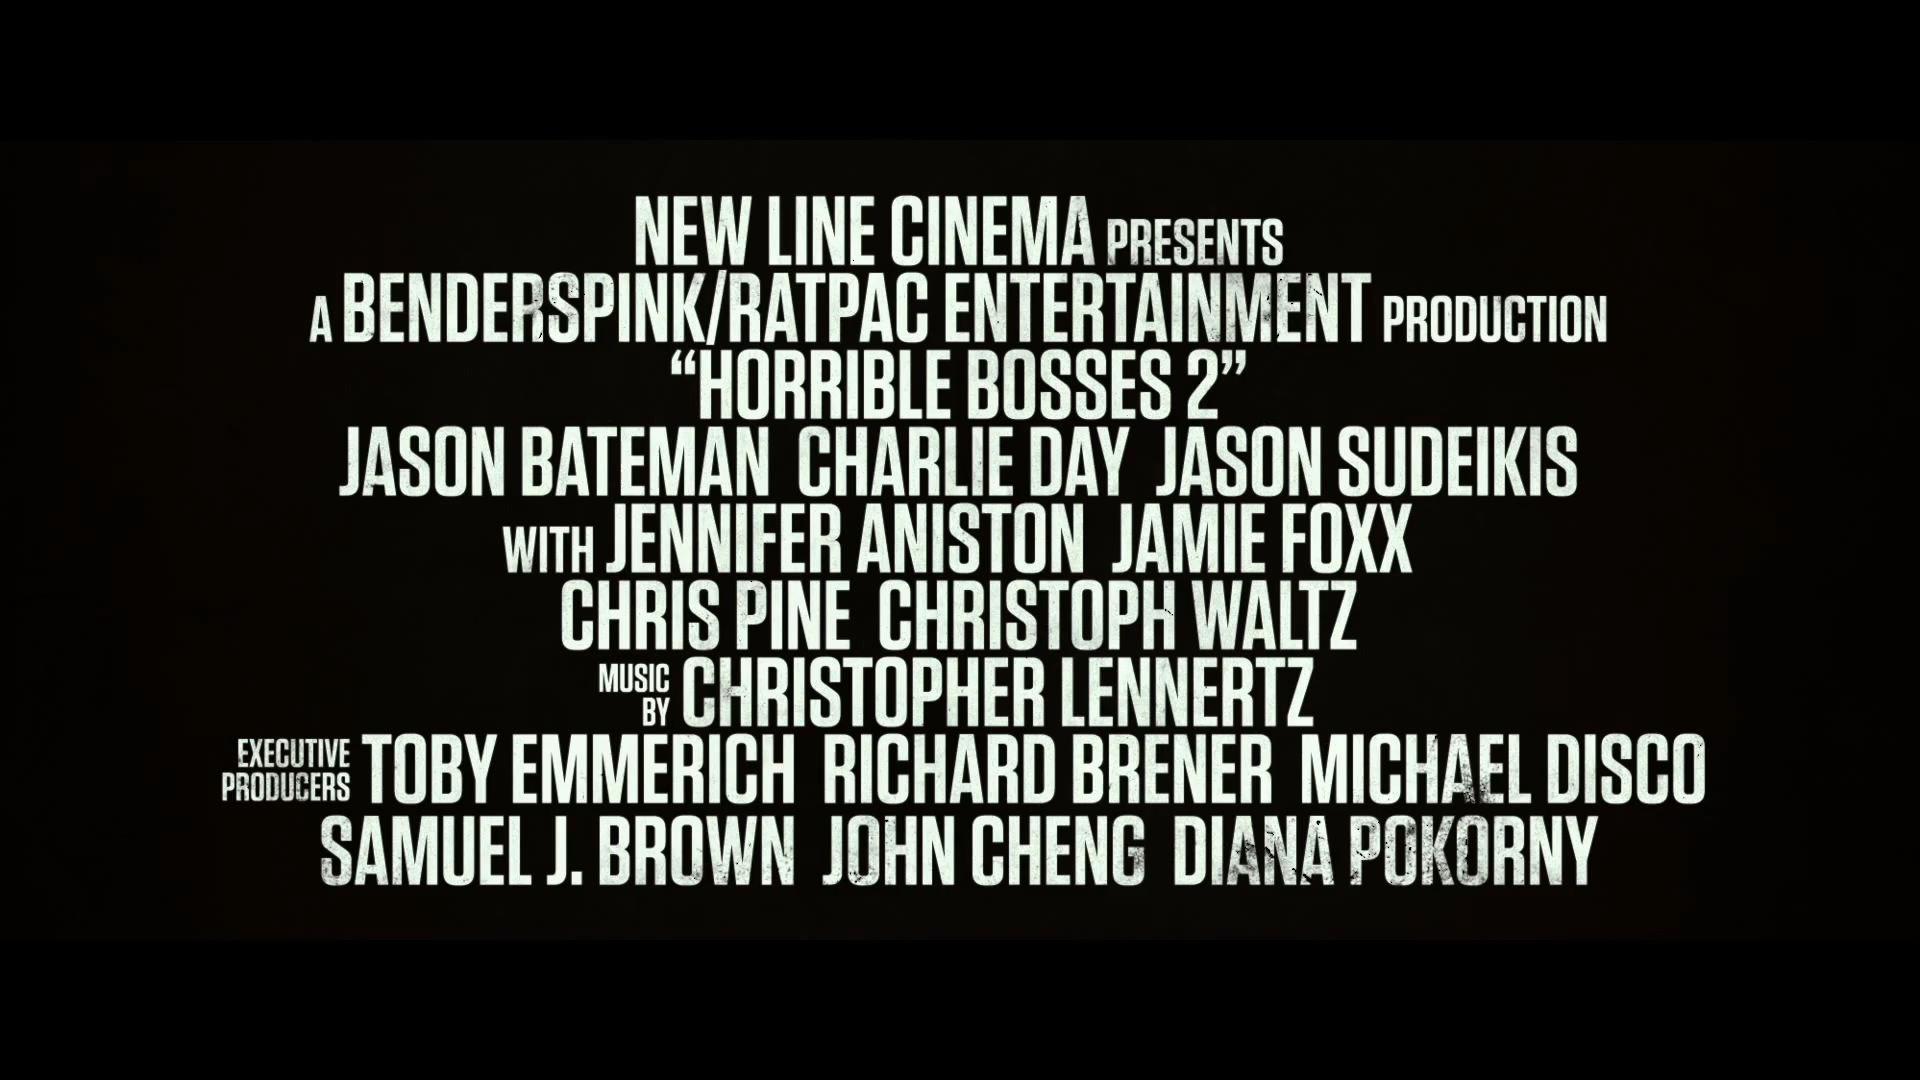 NEW LINE CINEMA PRESENTS
A BENDERSPINK/RATPAC ENTERTAINMENT PRODUCTION
“HORRIBLE BOSSES 2”
JASON BATEMAN CHARLIE DAY JASON SUDEIKIS
WITH JENNIFER ANISTON JAMIE FOXX
CHRIS PINE CHRISTOPH WALTZ
MUSIC BY CHRISTOPHER LENNERTZ
EXECUTIVE PRODUCERS TOBY EMMERICH RICHARD BRENER MICHAEL DISCO
SAMUEL J. BROWN JOHN CHENG DIANA POKORNY